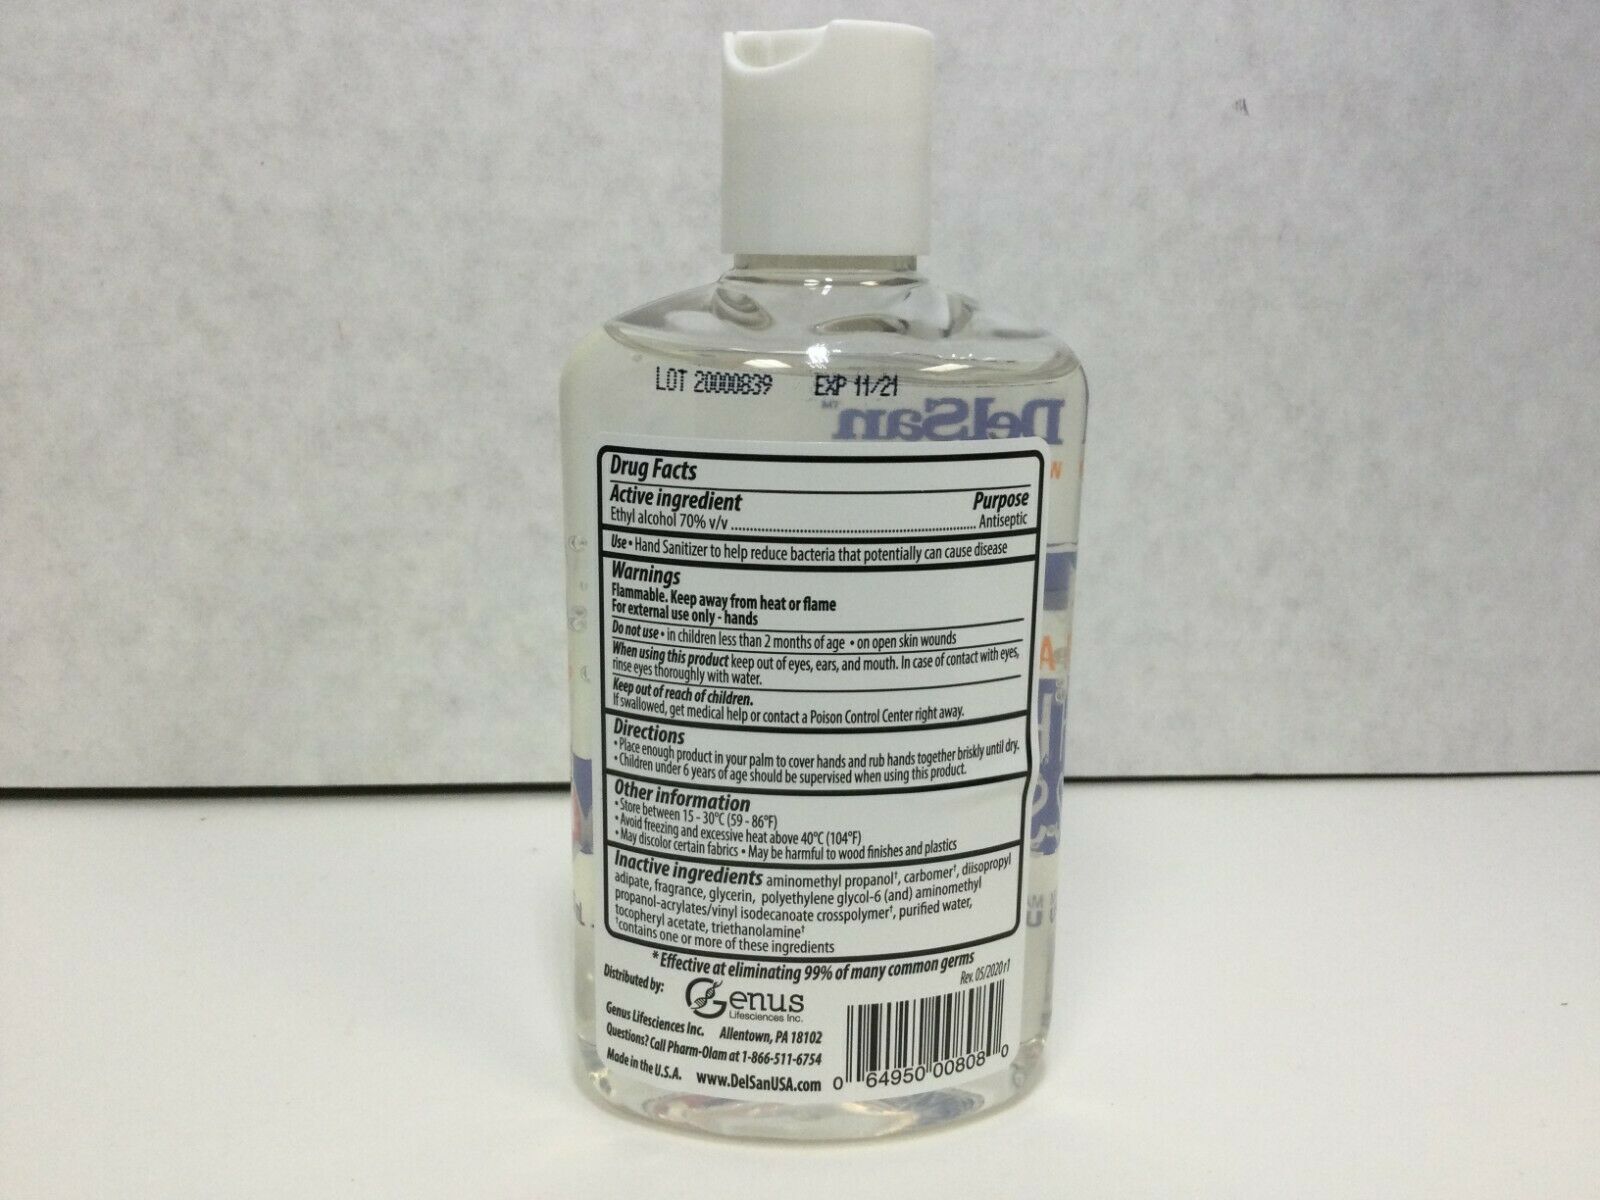 LOT 20000839 EXP 11/21
DelSan™
Drug Facts
Active ingredient Purpose
Ethyl alcohol 70% v/v ........ Antiseptic
Use • Hand Sanitizer to help reduce bacteria that potentially can cause disease
Warnings
Flammable. Keep away from heat or flame
For external use only - hands
Do not use • in children less than 2 months of age • on open skin wounds
When using this product keep out of eyes, ears, and mouth. In case of contact with eyes,
rinse eyes thoroughly with water.
Keep out of reach of children.
If swallowed, get medical help or contact a Poison Control Center right away.
Directions
• Place enough product in your palm to cover hands and rub hands together briskly until dry.
• Children under 6 years of age should be supervised when using this product.
Other information
• Store between 15 - 30°C (59 - 86°F)
• Avoid freezing and excessive heat above 40°C (104°F)
• May discolor certain fabrics • May be harmful to wood finishes and plastics
Inactive ingredients aminomethyl propanol†, carbomer†, diisopropyl
adipate, fragrance, glycerin, polyethylene glycol-6 (and) aminomethyl
propanol-acrylates/vinyl isodecanoate crosspolymer†, purified water,
tocopheryl acetate, triethanolamine†
†contains one or more of these ingredients
*Effective at eliminating 99% of many common germs
Rev. 05/2020 r1
Distributed by:
Genus
Lifesciences Inc.
Genus Lifesciences Inc. Allentown, PA 18102
Questions? Call Pharm-Olam at 1-866-511-6754
Made in the U.S.A. www.DelSanUSA.com
0 64950 00808 0